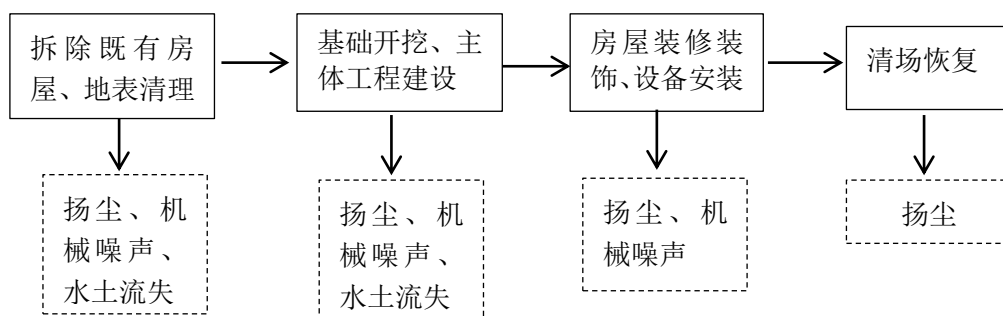 拆除既有房
屋、地表清理
基础开挖、主
体工程建设
房屋装修装
饰、设备安装
清场恢复
扬尘、机
械噪声、
水土流失
扬尘、机
械噪声、
水土流失
扬尘、机
械噪声
扬尘